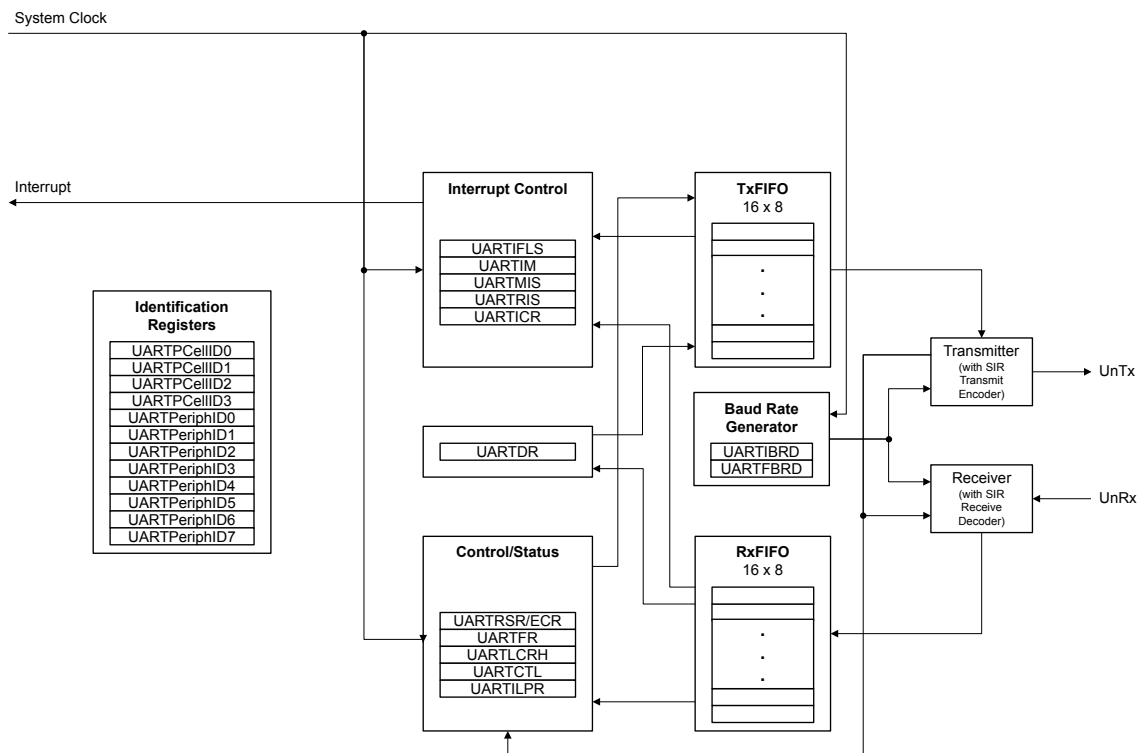 System Clock
Interrupt
Identification
Registers
UARTPCellID0
UARTPCellID1
UARTPCellID2
UARTPCellID3
UARTPeriphID0
UARTPeriphID1
UARTPeriphID2
UARTPeriphID3
UARTPeriphID4
UARTPeriphID5
UARTPeriphID6
UARTPeriphID7
Interrupt Control
UARTIFLS
UARTIM
UARTMIS
UARTRIS
UARTICR
UARTDR
Control/Status
UARTRSR/ECR
UARTFR
UARTLCRH
UARTCTL
UARTILPR
TxFIFO
16 x 8
.
.
.
Baud Rate
Generator
UARTIBRD
UARTFBRD
RxFIFO
16 x 8
.
.
.
Transmitter
(with SIR
Transmit
Encoder)
UnTx
Receiver
(with SIR
Receive
Decoder)
UnRx